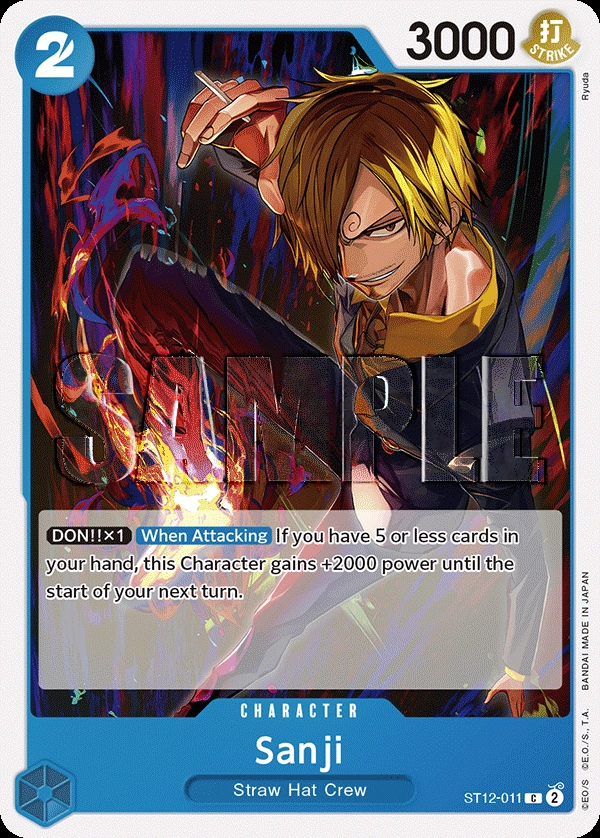 2
3000
打
STRIKE
Ryuda
SAMPLE
DON!!×1 When Attacking If you have 5 or less cards in
your hand, this Character gains +2000 power until the
start of your next turn.
CHARACTER
Sanji
Straw Hat Crew
ST12-011 C 2
©EO/S ©E.O./S., T.A. BANDAI MADE IN JAPAN